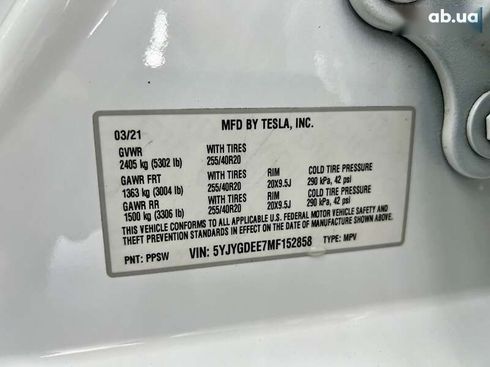 ab.ua
MFD BY TESLA, INC.
03/21
GVWR WITH TIRES
2405 kg (5302 lb) 255/40R20
GAWR FRT WITH TIRES RIM COLD TIRE PRESSURE
1363 kg (3004 lb) 255/40R20 20X9.5J 290 kPa, 42 psi
GAWR RR WITH TIRES RIM COLD TIRE PRESSURE
1500 kg (3306 lb) 255/40R20 20X9.5J 290 kPa, 42 psi
THIS VEHICLE CONFORMS TO ALL APPLICABLE U.S. FEDERAL MOTOR VEHICLE SAFETY AND
THEFT PREVENTION STANDARDS IN EFFECT ON THE DATE OF MANUFACTURE SHOWN ABOVE.
PNT: PPSW VIN: 5YJYGDEE7MF152858 TYPE: MPV